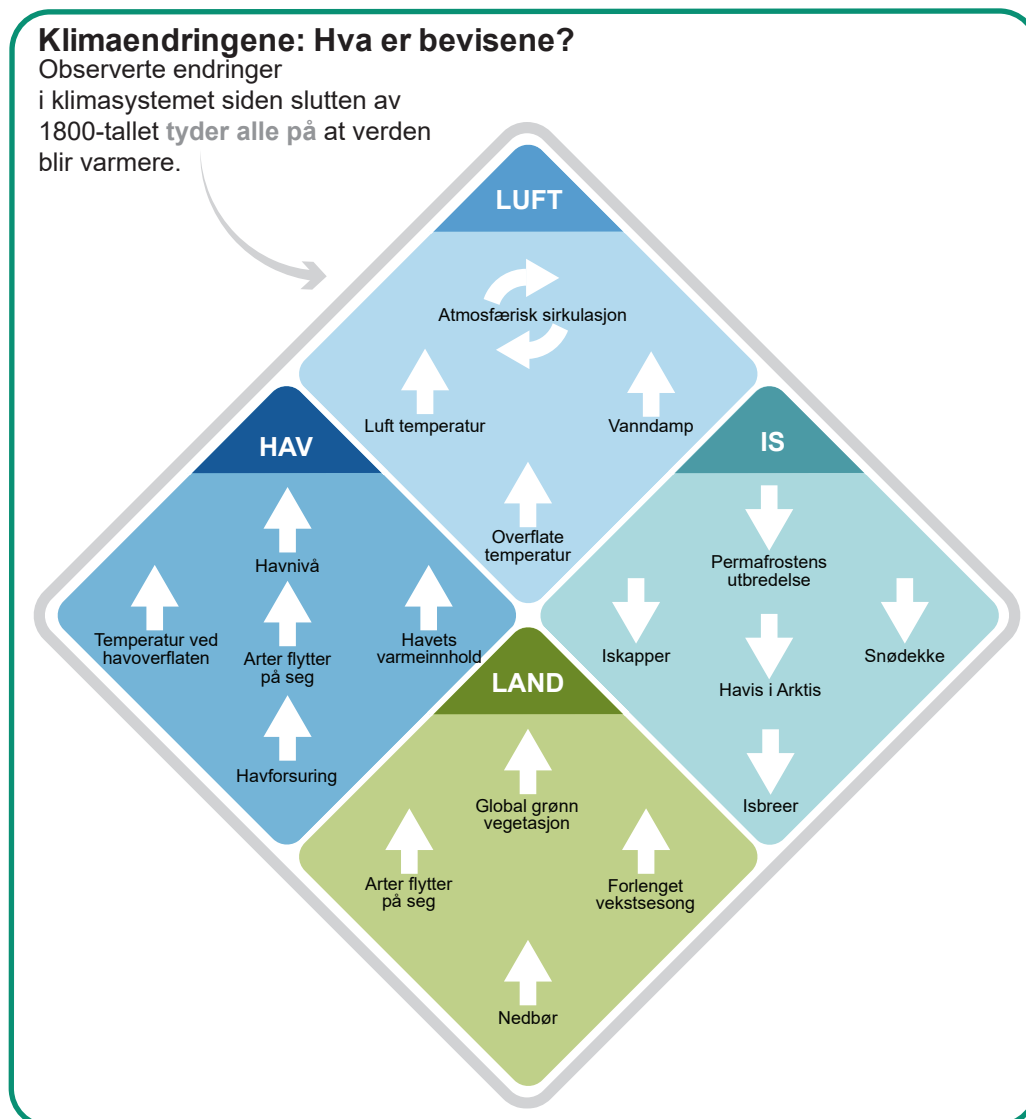 Klimaendringene: Hva er bevisene?
Observerte endringer
i klimasystemet siden slutten av
1800-tallet tyder alle på at verden
blir varmere.
LUFT
Atmosfærisk sirkulasjon
Luft temperatur
Vanndamp
Overflate
temperatur
HAV
Havnivå
Temperatur ved
havoverflaten
Arter flytter
på seg
Havets
varmeinnhold
Havforsuring
IS
Permafrostens
utbredelse
Iskapper
Snødekke
Havis i Arktis
Isbreer
LAND
Global grønn
vegetasjon
Arter flytter
på seg
Forlenget
vekstsesong
Nedbør